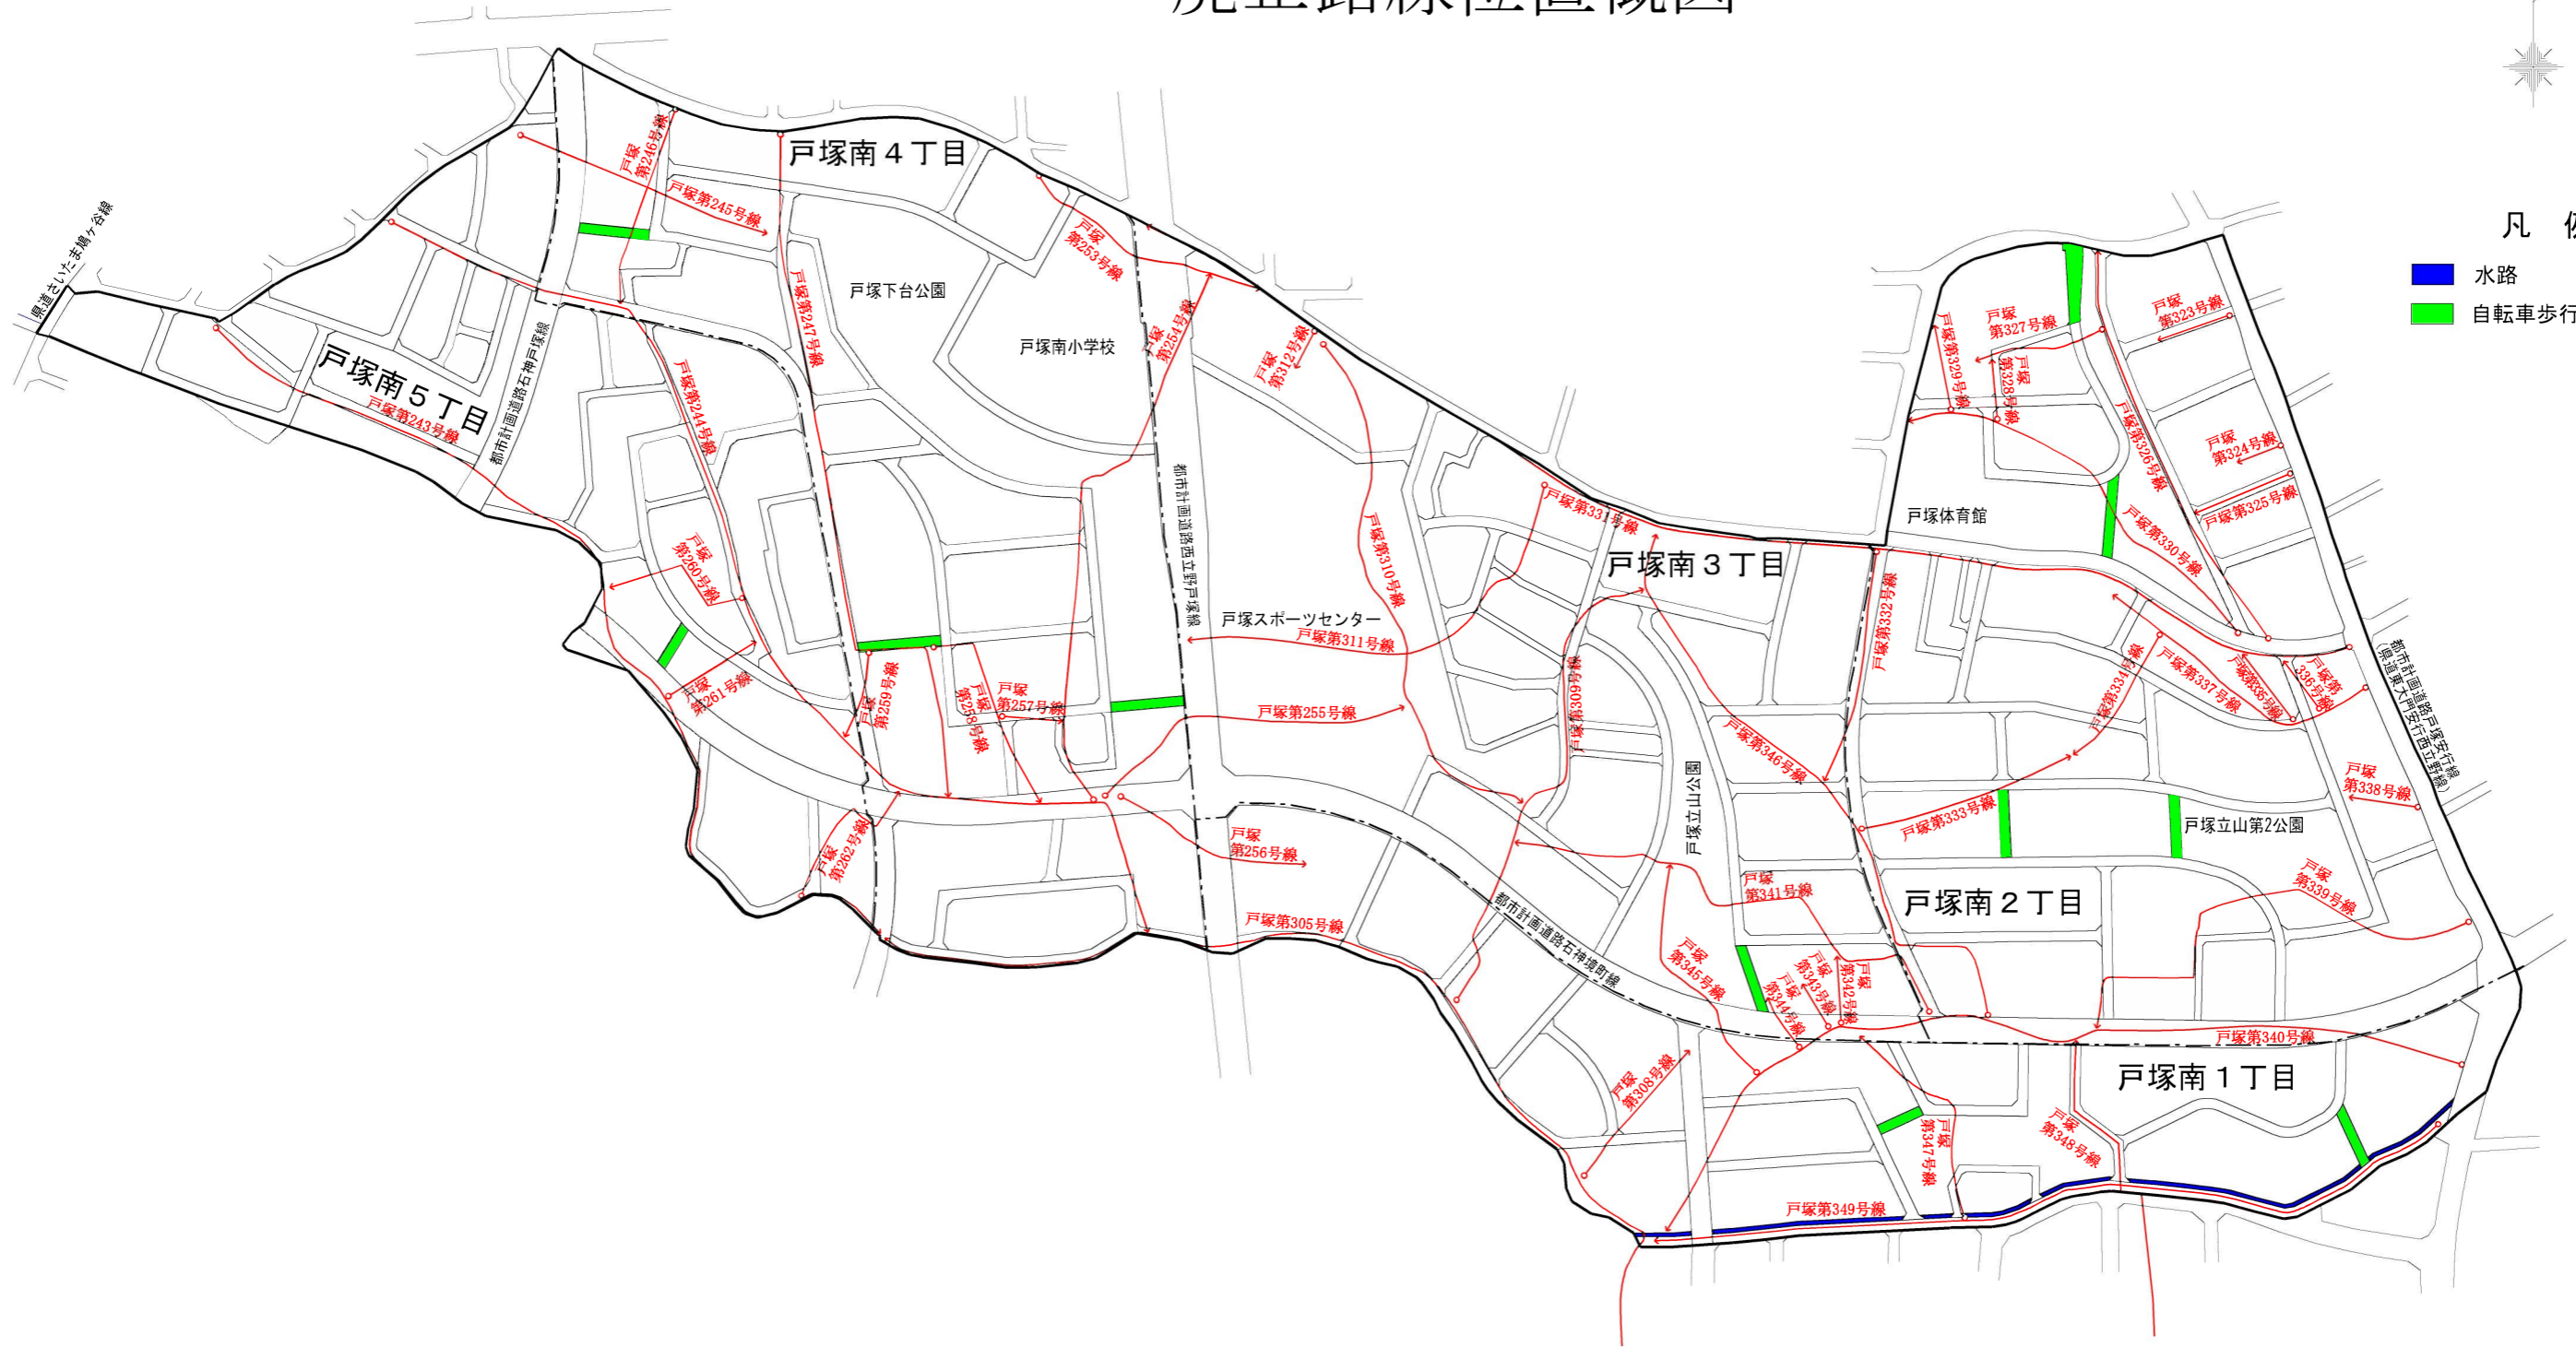 廃止路線位置概図
凡 例
水路
自転車歩行
県道さいたま鳩ヶ谷線
戸塚南5丁目
戸塚第243号線
都市計画道路石神戸塚線
戸塚
第246号線
戸塚第245号線
戸塚南4丁目
戸塚第247号線
戸塚下台公園
戸塚南小学校
戸塚
第253号線
戸塚
第254号線
戸塚
第312号線
戸塚第244号線
都市計画道路西立野戸塚線
戸塚第310号線
戸塚第331号線
戸塚
第260号線
戸塚
第261号線
戸塚
第259号線
戸塚
第258号線
戸塚
第257号線
戸塚スポーツセンター
戸塚第311号線
戸塚第255号線
戸塚
第262号線
戸塚
第256号線
戸塚第305号線
戸塚第309号線
戸塚南3丁目
戸塚第332号線
戸塚第346号線
戸塚立山公園
戸塚
第327号線
戸塚
第323号線
戸塚第329号線
戸塚
第328号線
戸塚第326号線
戸塚
第324号線
戸塚第325号線
戸塚体育館
戸塚第330号線
戸塚第334号線
戸塚第337号線
戸塚第335号線
戸塚第
336号線
都市計画道路戸塚安行線
(県道東大門安行西立野線)
戸塚
第338号線
戸塚第333号線
戸塚立山第2公園
戸塚
第339号線
戸塚南2丁目
戸塚
第341号線
都市計画道路石神境町線
戸塚
第345号線
戸塚
第344号線
戸塚
第343号線
戸塚
第342号線
戸塚第340号線
戸塚南1丁目
戸塚
第308号線
戸塚
第347号線
戸塚
第348号線
戸塚第349号線